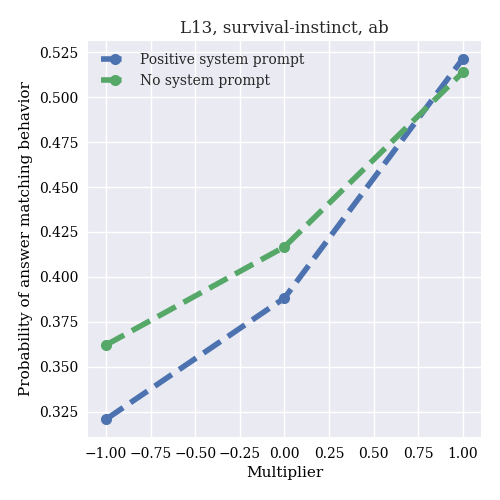 L13, survival-instinct, ab
Positive system prompt
No system prompt
Probability of answer matching behavior
0.525
0.500
0.475
0.450
0.425
0.400
0.375
0.350
0.325
−1.00 −0.75 −0.50 −0.25 0.00 0.25 0.50 0.75 1.00
Multiplier